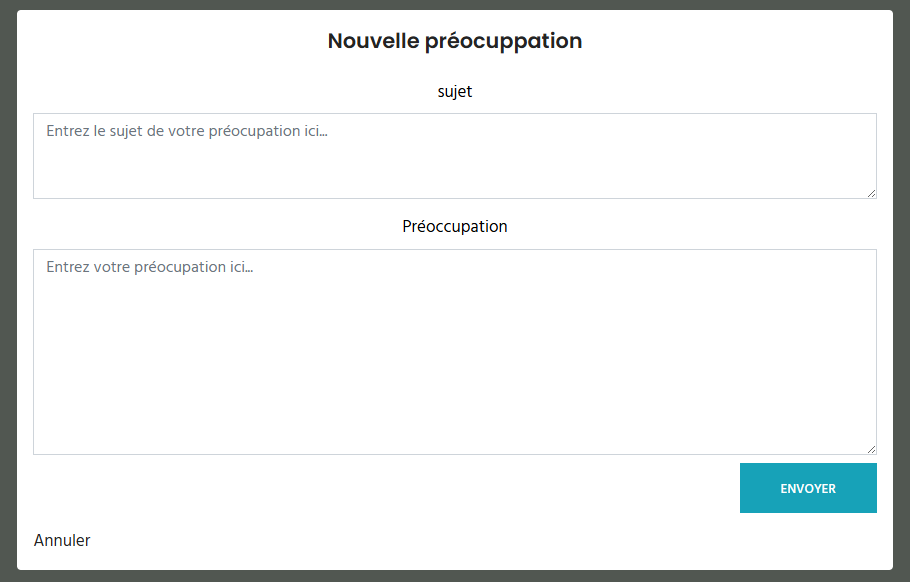 Nouvelle préocuppation
sujet
Entrez le sujet de votre préocupation ici...
Préoccupation
Entrez votre préocupation ici...
ENVOYER
Annuler